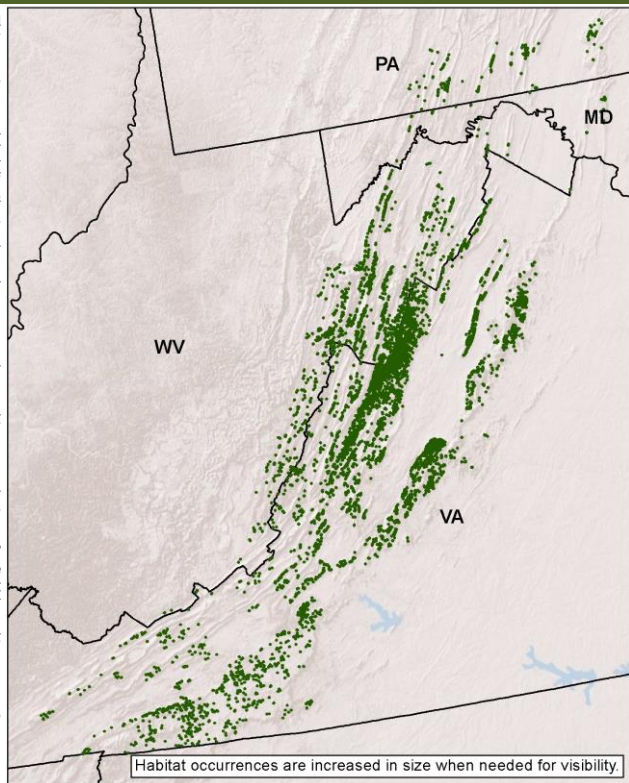 PA
MD
WV
VA
Habitat occurrences are increased in size when needed for visibility.